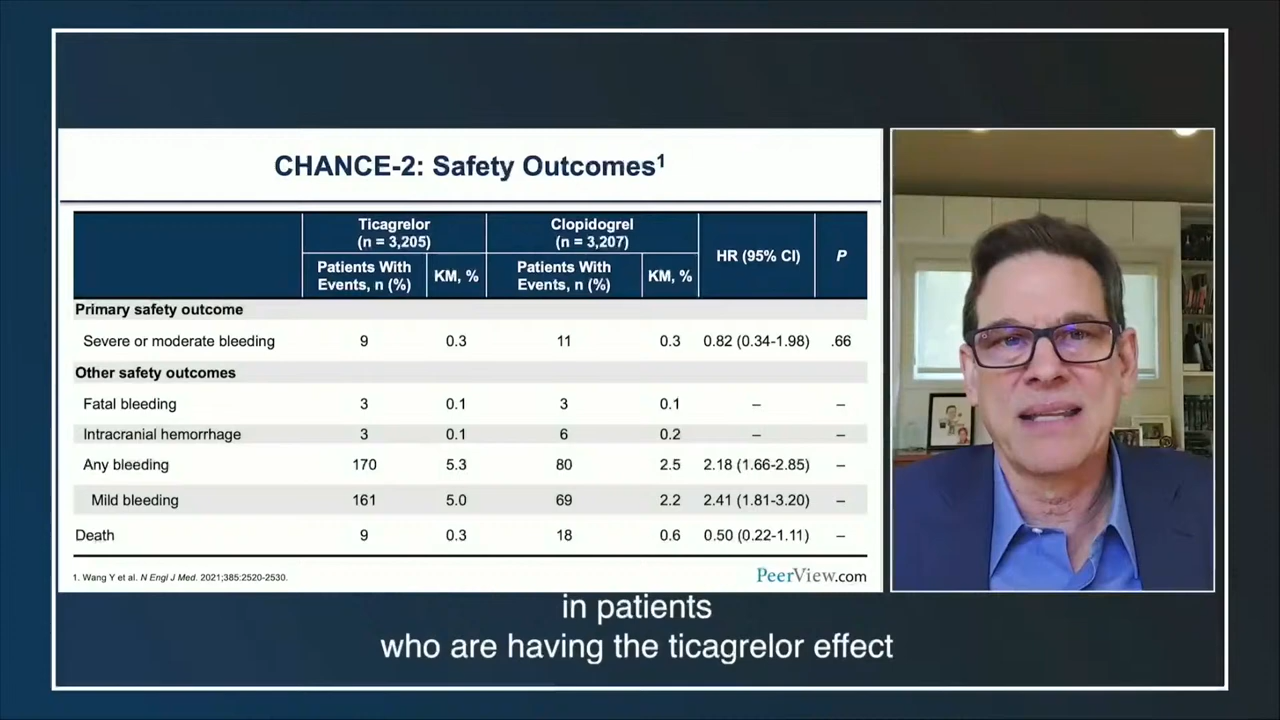 CHANCE-2: Safety Outcomes1
Ticagrelor
(n = 3,205)
Clopidogrel
(n = 3,207)
HR (95% CI)
P
Patients With
Events, n (%)
KM, %
Patients With
Events, n (%)
KM, %
Primary safety outcome
Severe or moderate bleeding 9 0.3 11 0.3 0.82 (0.34-1.98) .66
Other safety outcomes
Fatal bleeding 3 0.1 3 0.1 – –
Intracranial hemorrhage 3 0.1 6 0.2 – –
Any bleeding 170 5.3 80 2.5 2.18 (1.66-2.85) –
Mild bleeding 161 5.0 69 2.2 2.41 (1.81-3.20) –
Death 9 0.3 18 0.6 0.50 (0.22-1.11) –
1. Wang Y et al. N Engl J Med. 2021;385:2520-2530.
PeerView.com
in patients
who are having the ticagrelor effect